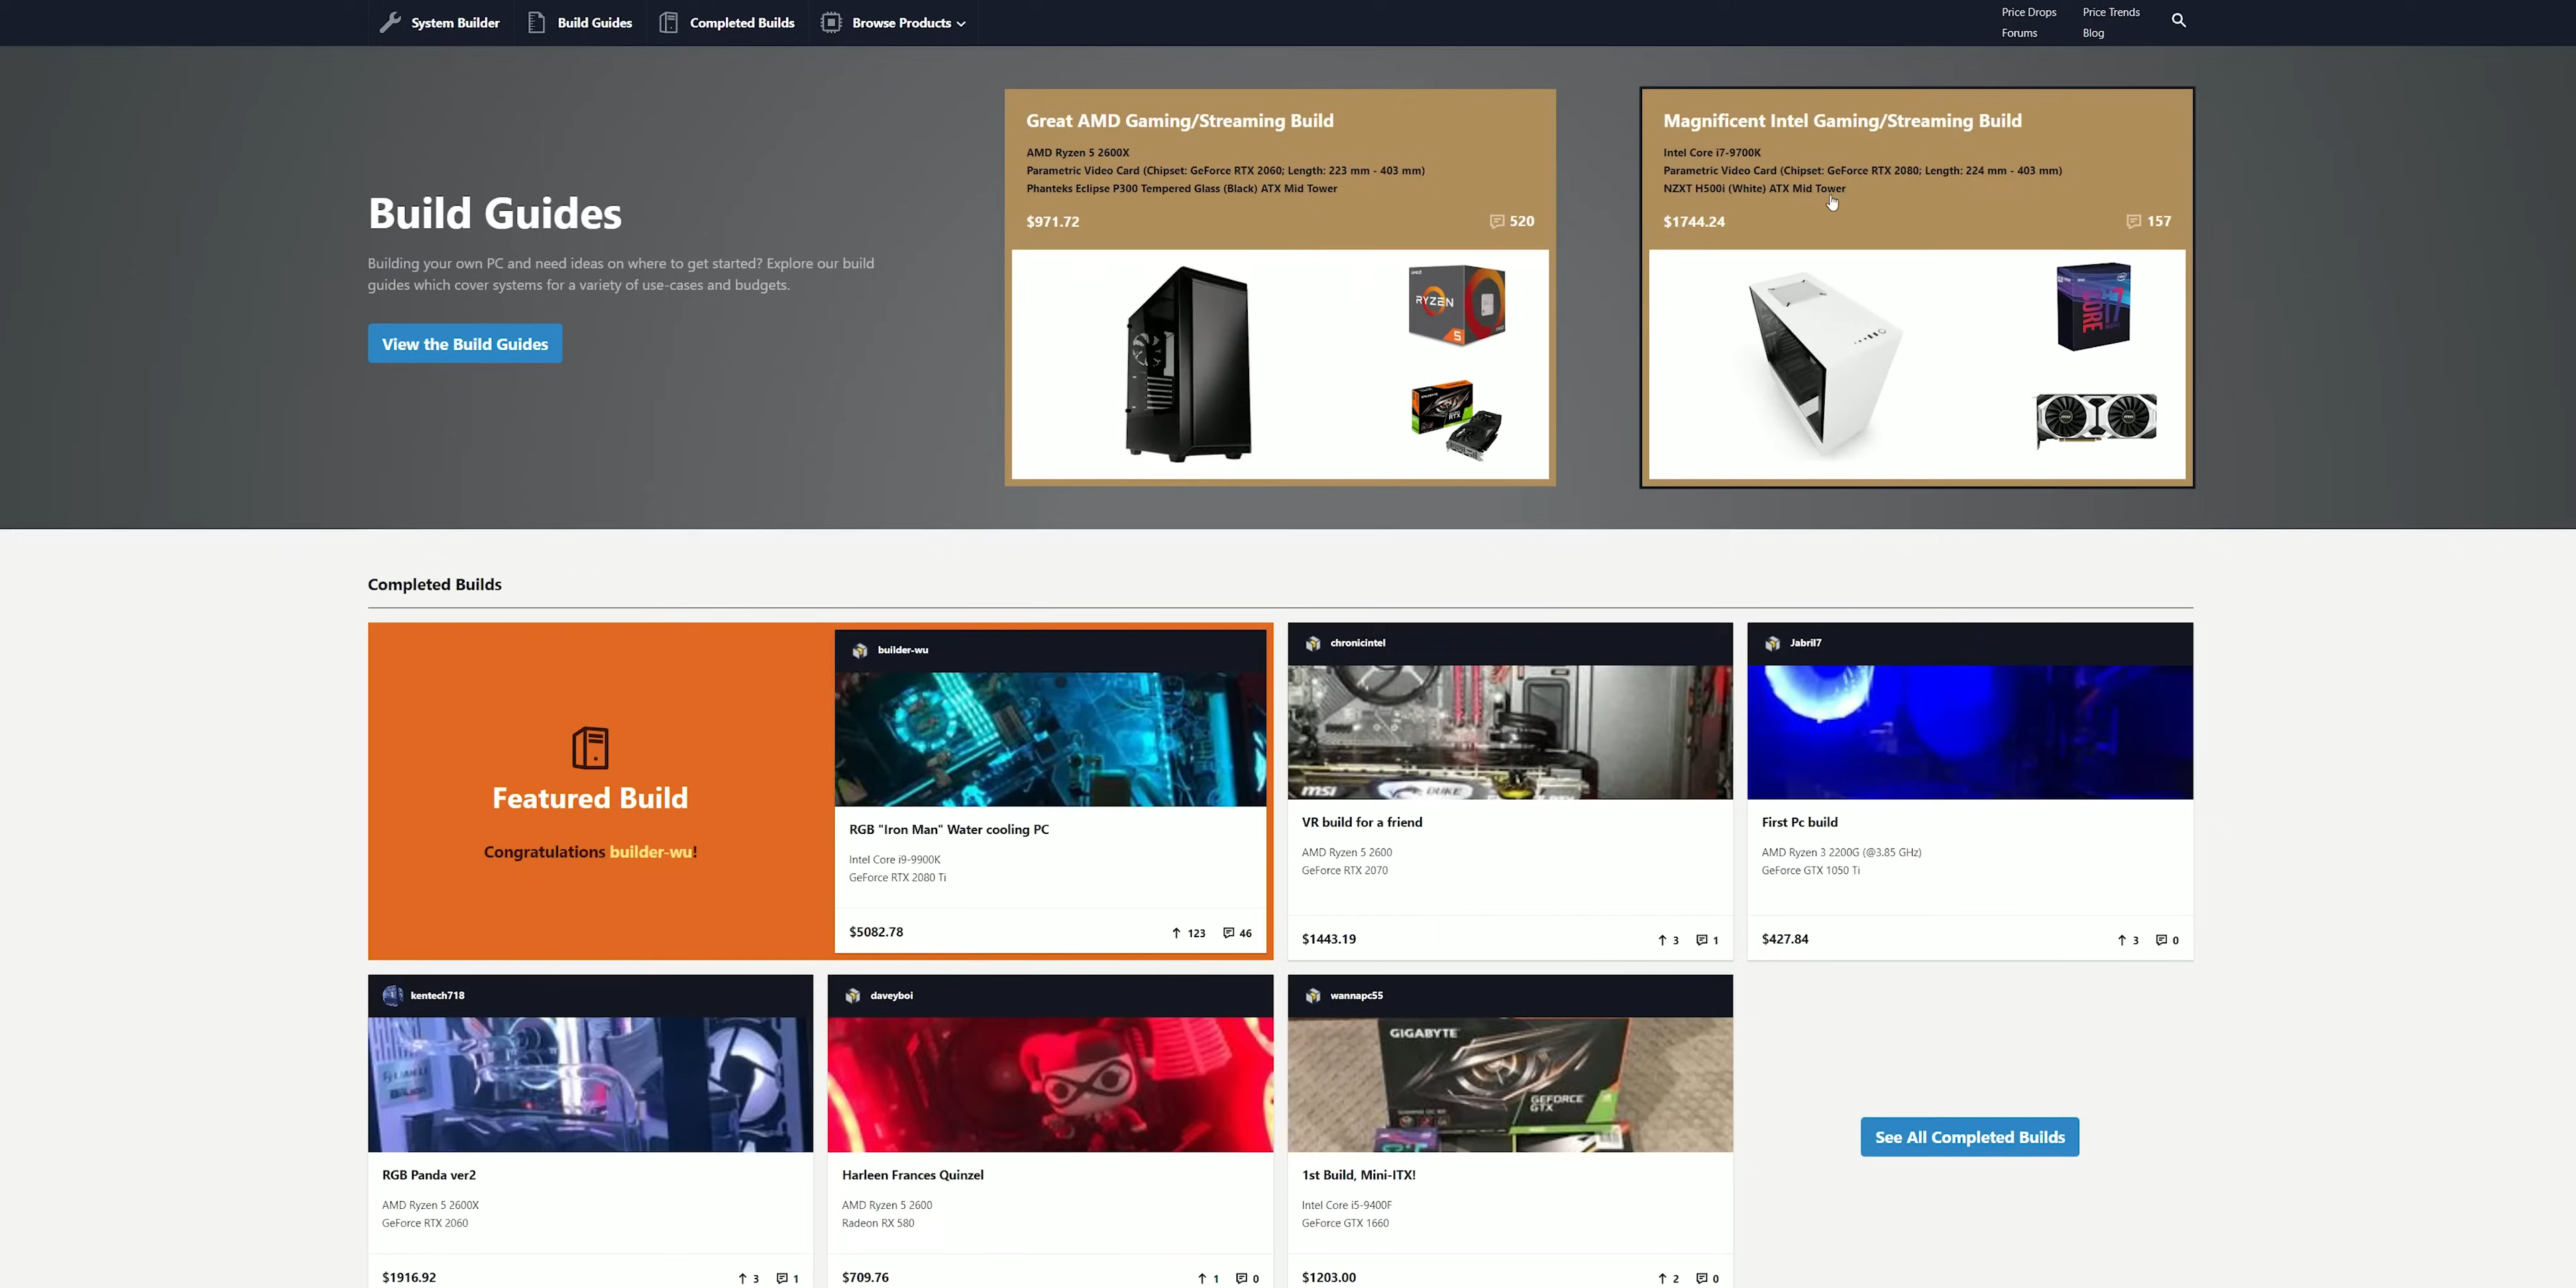 System Builder
Build Guides
Completed Builds
Browse Products
Price Drops
Price Trends
Forums
Blog
Build Guides
Building your own PC and need ideas on where to get started? Explore our build
guides which cover systems for a variety of use-cases and budgets.
View the Build Guides
Great AMD Gaming/Streaming Build
AMD Ryzen 5 2600X
Parametric Video Card (Chipset: GeForce RTX 2060; Length: 223 mm - 403 mm)
Phanteks Eclipse P300 Tempered Glass (Black) ATX Mid Tower
$971.72
520
RYZEN
5
Magnificent Intel Gaming/Streaming Build
Intel Core i7-9700K
Parametric Video Card (Chipset: GeForce RTX 2080; Length: 224 mm - 403 mm)
NZXT H500i (White) ATX Mid Tower
$1744.24
157
CORE i7
Completed Builds
Featured Build
Congratulations builder-wu!
builder-wu
RGB "Iron Man" Water cooling PC
Intel Core i9-9900K
GeForce RTX 2080 Ti
$5082.78
123
46
chronicintel
msi
DUKE
VR build for a friend
AMD Ryzen 5 2600
GeForce RTX 2070
$1443.19
3
1
Jabril7
First Pc build
AMD Ryzen 3 2200G (@3.85 GHz)
GeForce GTX 1050 Ti
$427.84
3
0
kentech718
LIAN LI
RGB Panda ver2
AMD Ryzen 5 2600X
GeForce RTX 2060
$1916.92
3
1
daveyboi
Harleen Frances Quinzel
AMD Ryzen 5 2600
Radeon RX 580
$709.76
1
0
wannapc55
GIGABYTE
GEFORCE
GTX
1st Build, Mini-ITX!
Intel Core i5-9400F
GeForce GTX 1660
$1203.00
2
0
See All Completed Builds